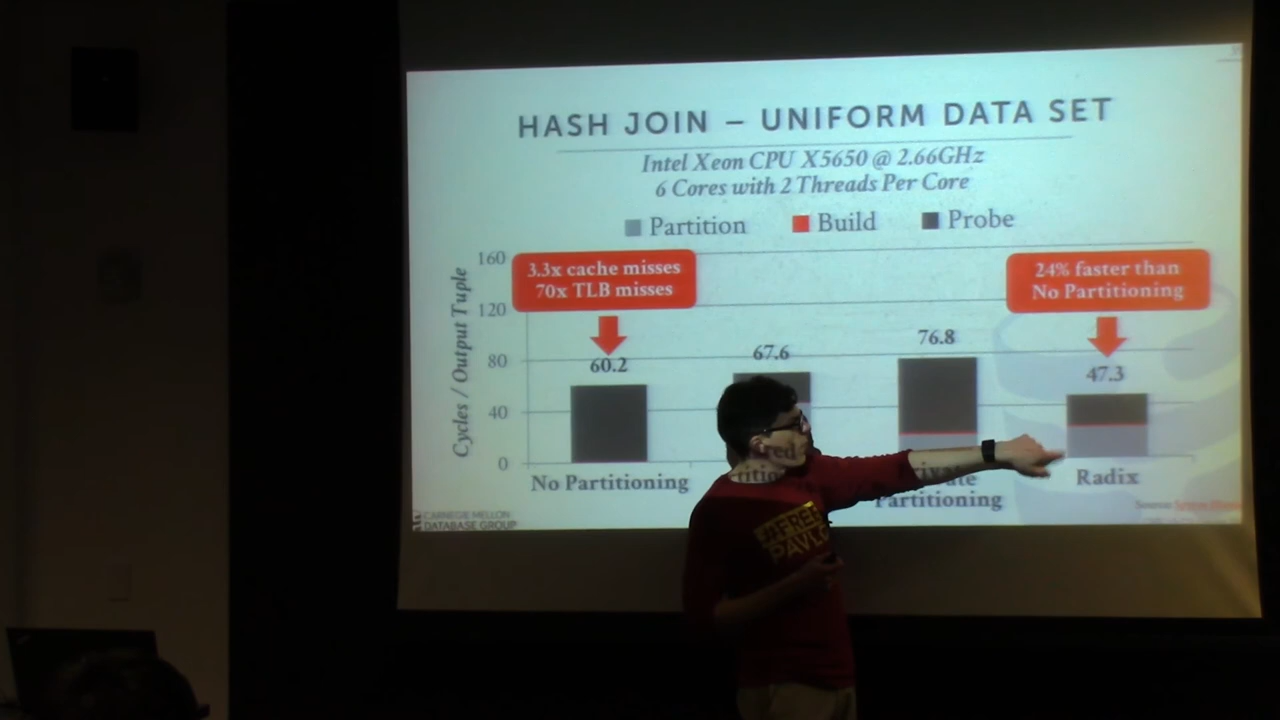 HASH JOIN – UNIFORM DATA SET
Intel Xeon CPU X5650 @ 2.66GHz
6 Cores with 2 Threads Per Core
Partition Build Probe
Cycles / Output Tuple
160
120
80
40
0
3.3x cache misses
70x TLB misses
24% faster than
No Partitioning
60.2
67.6
76.8
47.3
No Partitioning
Partitioning
Radix
CARNEGIE MELLON
DATABASE GROUP
Source:
#FREE
PAVLO